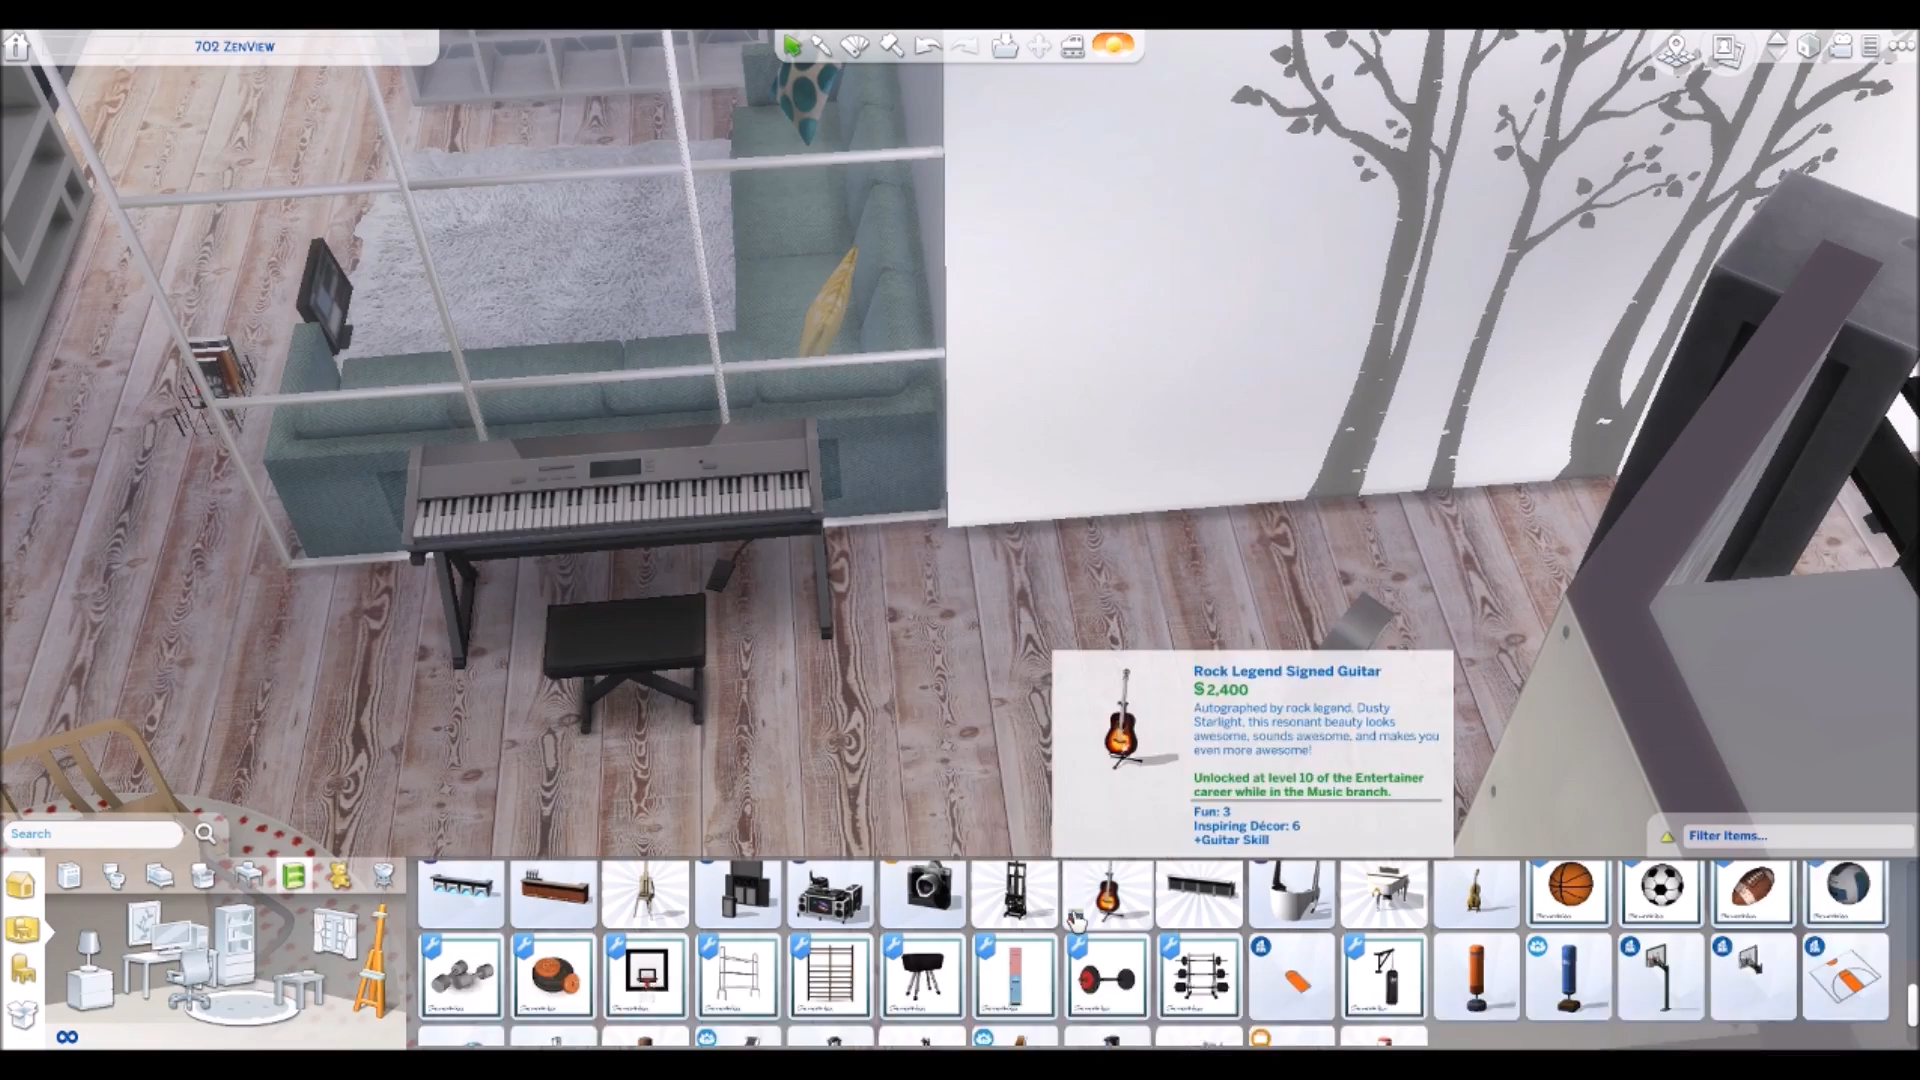 702 ZenView
Rock Legend Signed Guitar
$2,400
Autographed by rock legend, Dusty
Starlight, this resonant beauty looks
awesome, sounds awesome, and makes you
even more awesome!
Unlocked at level 10 of the Entertainer
career while in the Music branch.
Fun: 3
Inspiring Décor: 6
+Guitar Skill
Search
Filter Items...